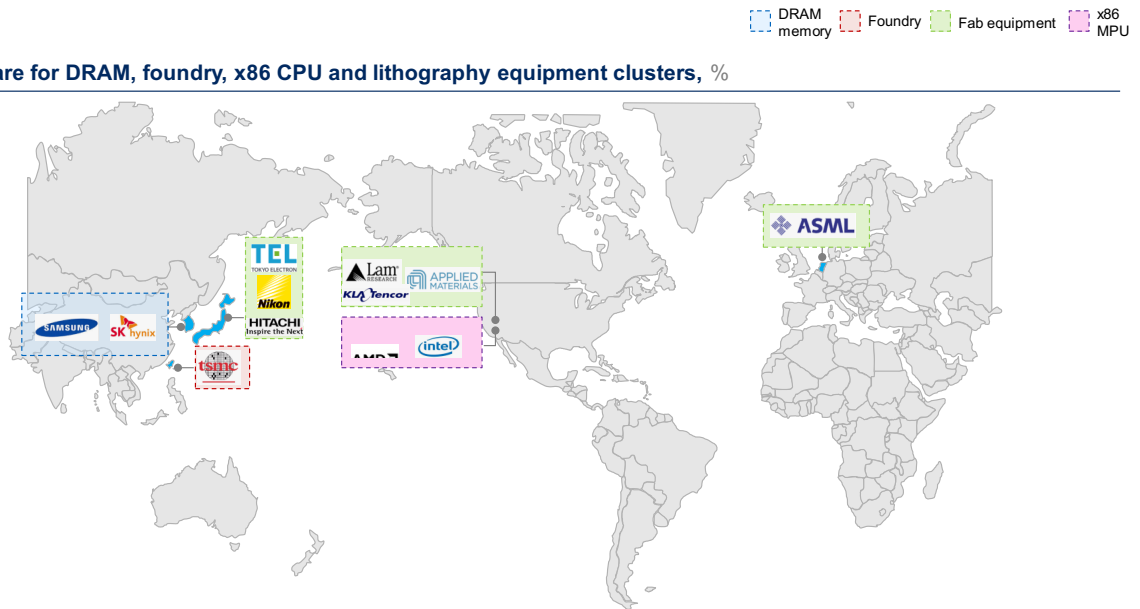 DRAM
memory
Foundry
Fab equipment
x86
MPU
are for DRAM, foundry, x86 CPU and lithography equipment clusters, %
ASML
TEL
TOKYO ELECTRON
Lam
RESEARCH
APPLIED
MATERIALS
KLA Tencor
Nikon
SAMSUNG
SK hynix
HITACHI
Inspire the Next
AMD
intel
tsmc